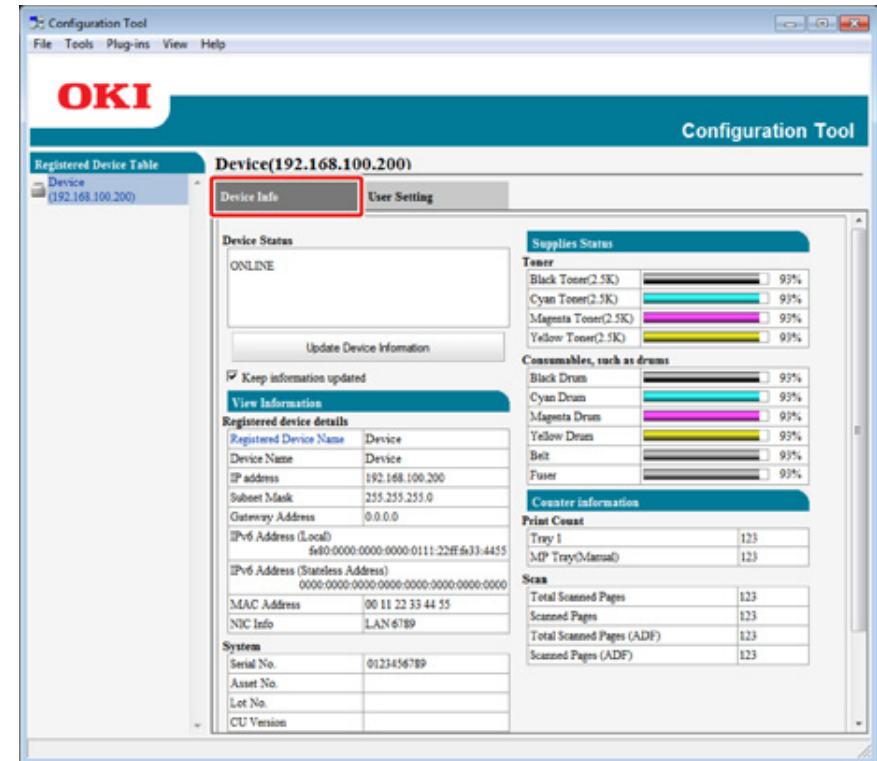 Configuration Tool
File Tools Plug-ins View Help
OKI
Configuration Tool
Registered Device Table
Device
(192.168.100.200)
Device(192.168.100.200)
Device Info
User Setting
Device Status
ONLINE
Update Device Information
Keep information updated
View Information
Registered device details
Registered Device Name Device
Device Name Device
IP address 192.168.100.200
Subnet Mask 255.255.255.0
Gateway Address 0.0.0.0
IPv6 Address (Local)
fe80:0000:0000:0000:0111:22ff:fe33:4455
IPv6 Address (Stateless Address)
0000:0000:0000:0000:0000:0000:0000:0000
MAC Address 00 11 22 33 44 55
NIC Info LAN 6789
System
Serial No. 0123456789
Asset No.
Lot No.
CU Version
Supplies Status
Toner
Black Toner(2.5K) 93%
Cyan Toner(2.5K) 93%
Magenta Toner(2.5K) 93%
Yellow Toner(2.5K) 93%
Consumables, such as drums
Black Drum 93%
Cyan Drum 93%
Magenta Drum 93%
Yellow Drum 93%
Belt 93%
Fuser 93%
Counter information
Print Count
Tray 1 123
MP Tray(Manual) 123
Scan
Total Scanned Pages 123
Scanned Pages 123
Total Scanned Pages (ADF) 123
Scanned Pages (ADF) 123